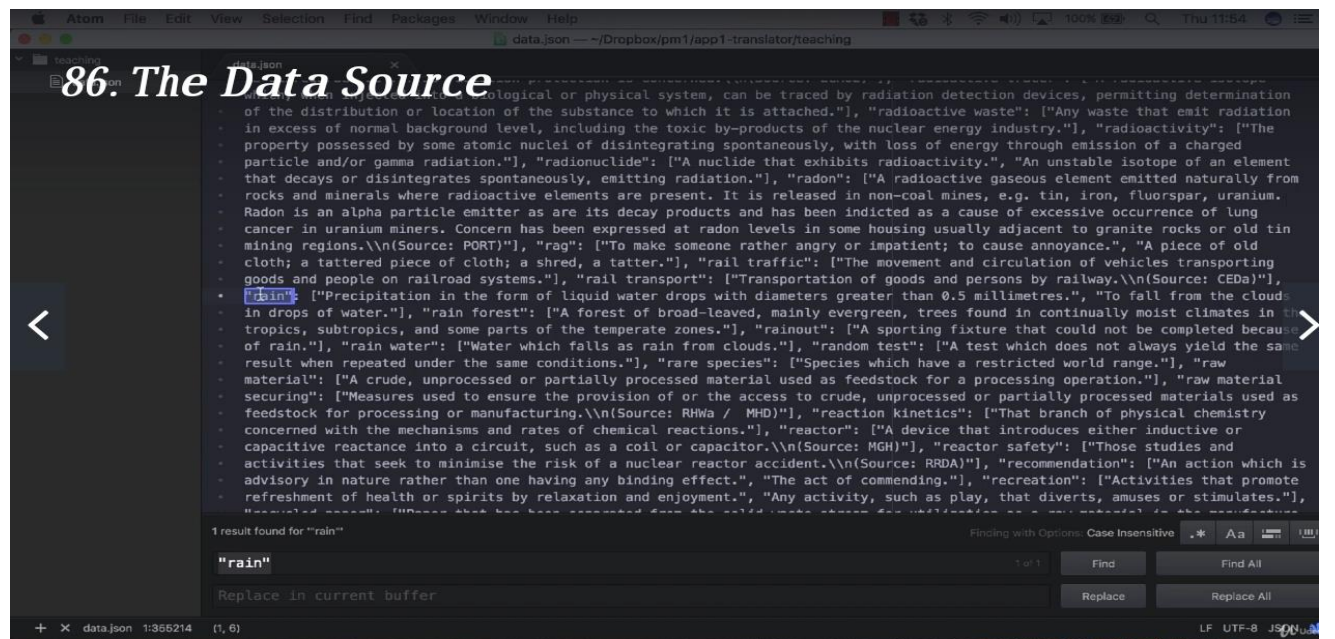 Atom File Edit View Selection Find Packages Window Help 100% Thu 11:54
data.json — ~/Dropbox/pm1/app1-translator/teaching
teaching
data.json
86. The Data Source
biological or physical system, can be traced by radiation detection devices, permitting determination
of the distribution or location of the substance to which it is attached."], "radioactive waste": ["Any waste that emit radiation
in excess of normal background level, including the toxic by-products of the nuclear energy industry."], "radioactivity": ["The
property possessed by some atomic nuclei of disintegrating spontaneously, with loss of energy through emission of a charged
particle and/or gamma radiation."], "radionuclide": ["A nuclide that exhibits radioactivity.", "An unstable isotope of an element
that decays or disintegrates spontaneously, emitting radiation."], "radon": ["A radioactive gaseous element emitted naturally from
rocks and minerals where radioactive elements are present. It is released in non-coal mines, e.g. tin, iron, fluorspar, uranium.
Radon is an alpha particle emitter as are its decay products and has been indicted as a cause of excessive occurrence of lung
cancer in uranium miners. Concern has been expressed at radon levels in some housing usually adjacent to granite rocks or old tin
mining regions.\\n(Source: PORT)"], "rag": ["To make someone rather angry or impatient; to cause annoyance.", "A piece of old
cloth; a tattered piece of cloth; a shred, a tatter."], "rail traffic": ["The movement and circulation of vehicles transporting
goods and people on railroad systems."], "rail transport": ["Transportation of goods and persons by railway.\\n(Source: CEDa)"],
"rain": ["Precipitation in the form of liquid water drops with diameters greater than 0.5 millimetres.", "To fall from the clouds
in drops of water."], "rain forest": ["A forest of broad-leaved, mainly evergreen, trees found in continually moist climates in the
tropics, subtropics, and some parts of the temperate zones."], "rainout": ["A sporting fixture that could not be completed because
of rain."], "rain water": ["Water which falls as rain from clouds."], "random test": ["A test which does not always yield the same
result when repeated under the same conditions."], "rare species": ["Species which have a restricted world range."], "raw
material": ["A crude, unprocessed or partially processed material used as feedstock for a processing operation."], "raw material
securing": ["Measures used to ensure the provision of or the access to crude, unprocessed or partially processed materials used as
feedstock for processing or manufacturing.\\n(Source: RHWa / MHD)"], "reaction kinetics": ["That branch of physical chemistry
concerned with the mechanisms and rates of chemical reactions."], "reactor": ["A device that introduces either inductive or
capacitive reactance into a circuit, such as a coil or capacitor.\\n(Source: MGH)"], "reactor safety": ["Those studies and
activities that seek to minimise the risk of a nuclear reactor accident.\\n(Source: RRDA)"], "recommendation": ["An action which is
advisory in nature rather than one having any binding effect.", "The act of commending."], "recreation": ["Activities that promote
refreshment of health or spirits by relaxation and enjoyment.", "Any activity, such as play, that diverts, amuses or stimulates."],
1 result found for '"rain"'
Finding with Options: Case Insensitive .* Aa
"rain" 1 of 1 Find Find All
Replace in current buffer Replace Replace All
+ × data.json 1:355214 (1, 6) LF UTF-8 JSON